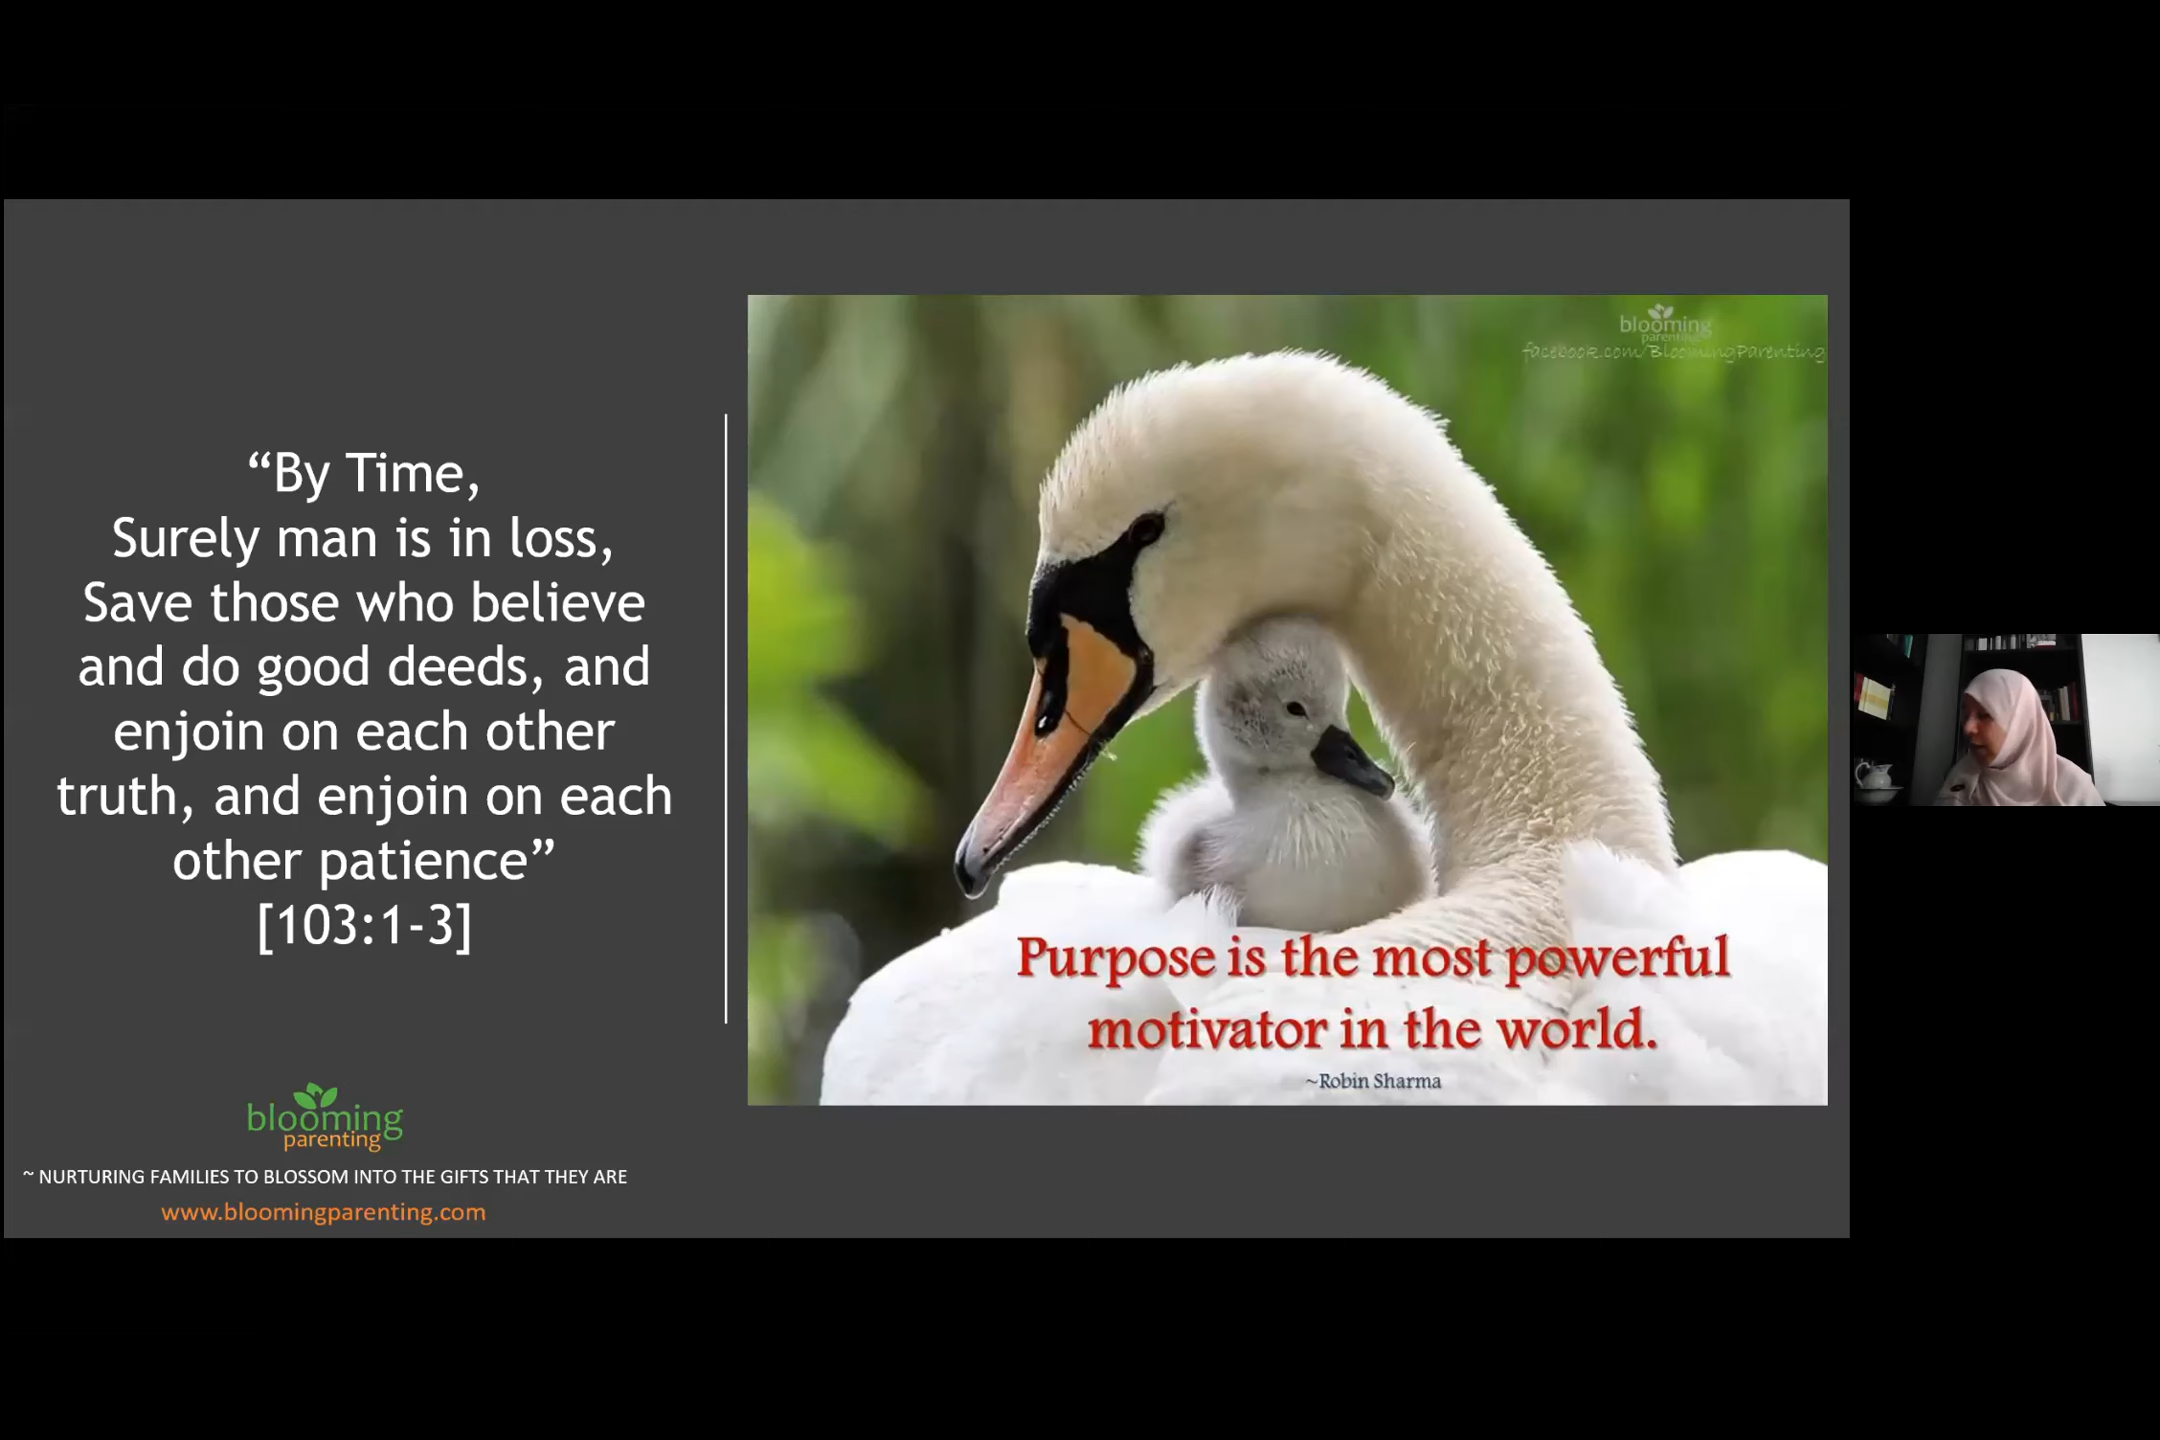 “By Time,
Surely man is in loss,
Save those who believe
and do good deeds, and
enjoin on each other
truth, and enjoin on each
other patience”
[103:1-3]
blooming
parenting
~ NURTURING FAMILIES TO BLOSSOM INTO THE GIFTS THAT THEY ARE
www.bloomingparenting.com
blooming
parenting
facebook.com/BloomingParenting
Purpose is the most powerful
motivator in the world.
~Robin Sharma